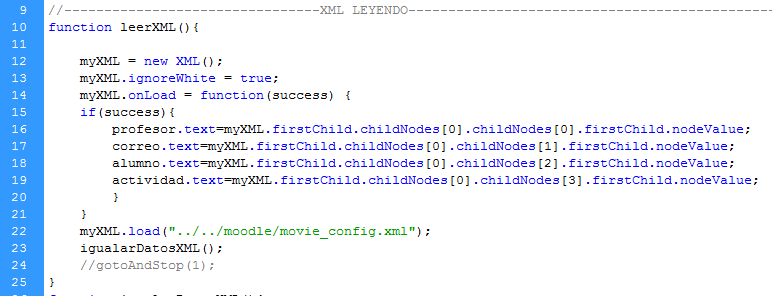 9 //--------------------------------XML LEYENDO----------------------------------------------
10 function leerXML(){
11
12 myXML = new XML();
13 myXML.ignoreWhite = true;
14 myXML.onLoad = function(success) {
15 if(success){
16 profesor.text=myXML.firstChild.childNodes[0].childNodes[0].firstChild.nodeValue;
17 correo.text=myXML.firstChild.childNodes[0].childNodes[1].firstChild.nodeValue;
18 alumno.text=myXML.firstChild.childNodes[0].childNodes[2].firstChild.nodeValue;
19 actividad.text=myXML.firstChild.childNodes[0].childNodes[3].firstChild.nodeValue;
20 }
21 }
22 myXML.load("../../moodle/movie_config.xml");
23 igualarDatosXML();
24 //gotoAndStop(1);
25 }